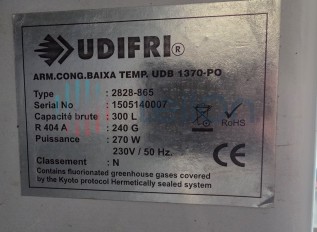 UDIFRI®
ARM.CONG.BAIXA TEMP. UDB 1370-PO
Type : 2828-865
Serial No : 1505140007
Capacité brute : 300 L
R 404 A : 240 G
Puissance : 270 W
230V / 50 Hz.
Classement : N
RoHS
CE
Contains fluorionated greenhouse gases covered
by the Kyoto protocol Hermetically sealed system